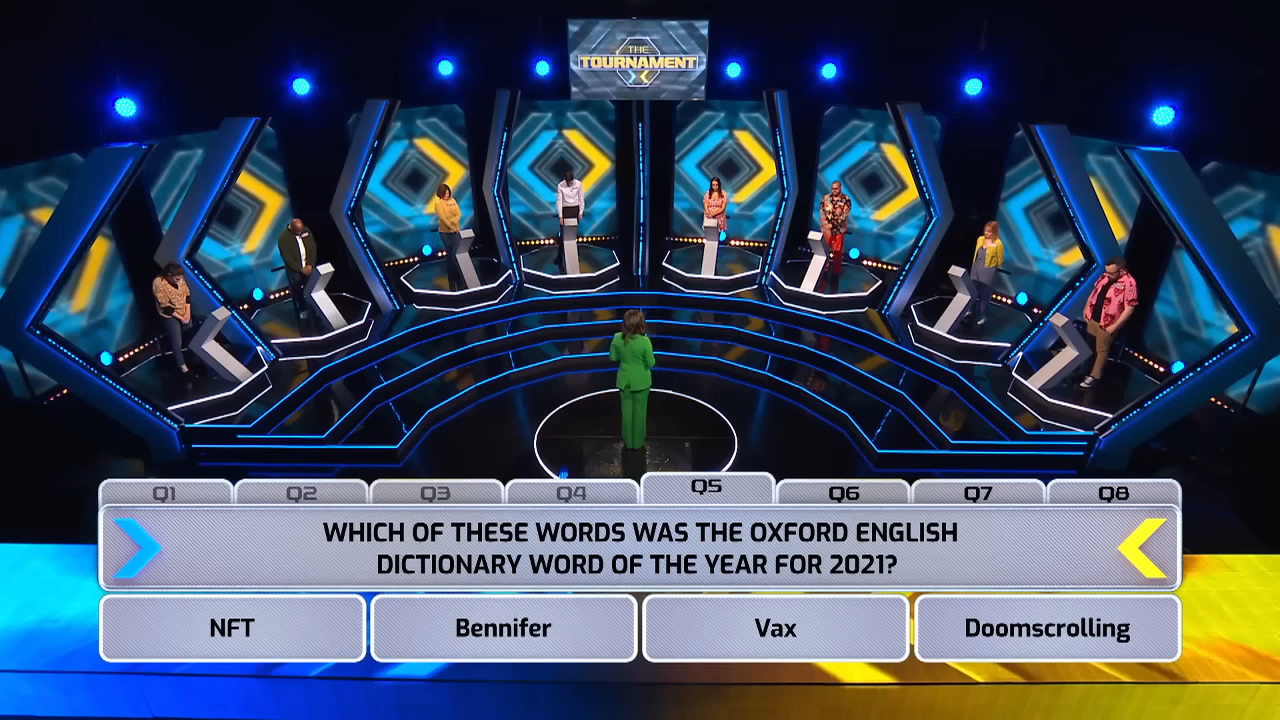 THE
TOURNAMENT
Q1 Q2 Q3 Q4 Q5 Q6 Q7 Q8
WHICH OF THESE WORDS WAS THE OXFORD ENGLISH
DICTIONARY WORD OF THE YEAR FOR 2021?
NFT Bennifer Vax Doomscrolling